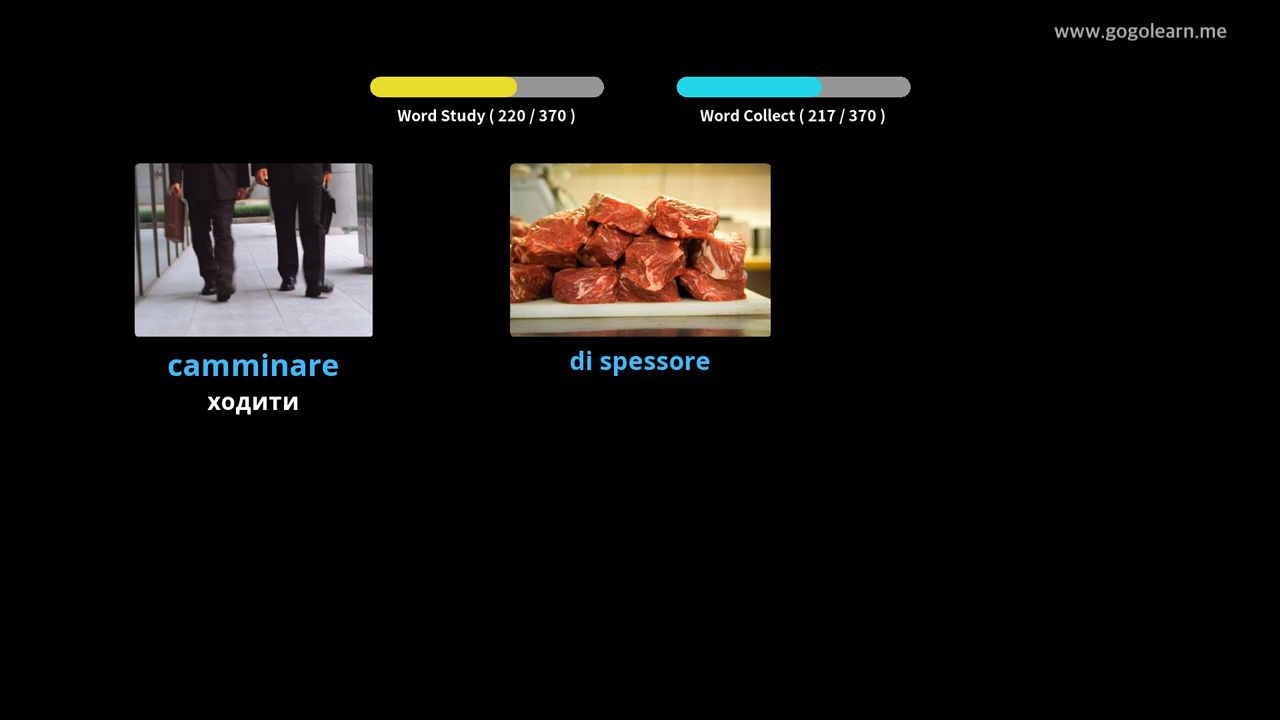 www.gogolearn.me
Word Study ( 220 / 370 )
Word Collect ( 217 / 370 )
camminare
ходити
di spessore